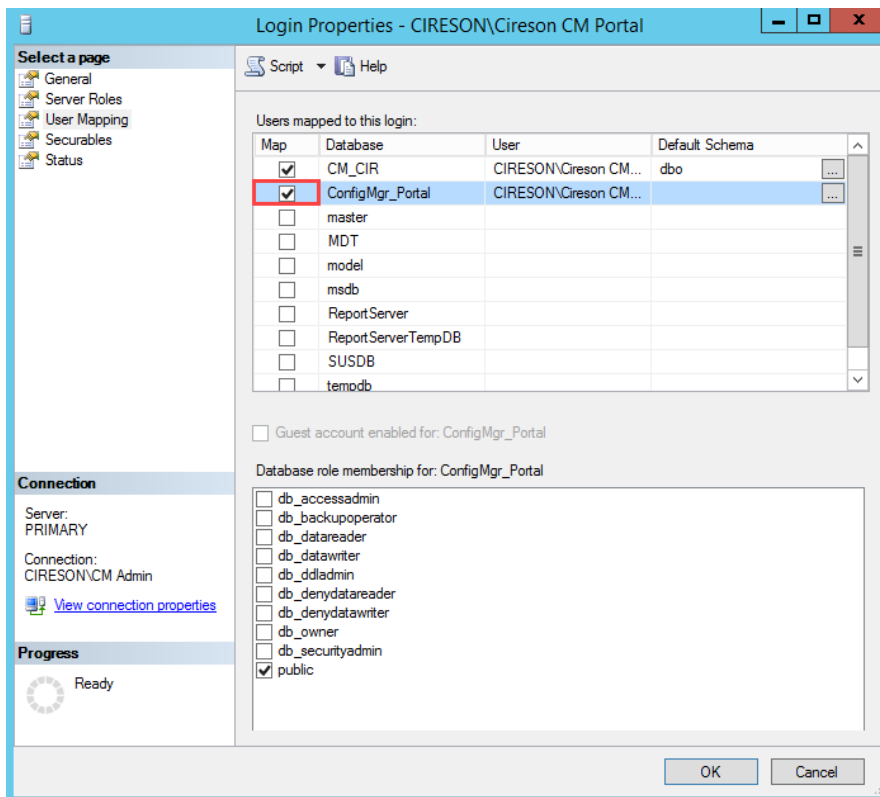 Login Properties - CIRESON\Cireson CM Portal
Select a page
General
Server Roles
User Mapping
Securables
Status
Script Help
Users mapped to this login:
Map Database User Default Schema
CM_CIR CIRESON\Cireson CM... dbo ...
ConfigMgr_Portal CIRESON\Cireson CM... ...
master
MDT
model
msdb
ReportServer
ReportServerTempDB
SUSDB
tempdb
Guest account enabled for: ConfigMgr_Portal
Database role membership for: ConfigMgr_Portal
db_accessadmin
db_backupoperator
db_datareader
db_datawriter
db_ddladmin
db_denydatareader
db_denydatawriter
db_owner
db_securityadmin
public
Connection
Server:
PRIMARY
Connection:
CIRESON\CM Admin
View connection properties
Progress
Ready
OK Cancel